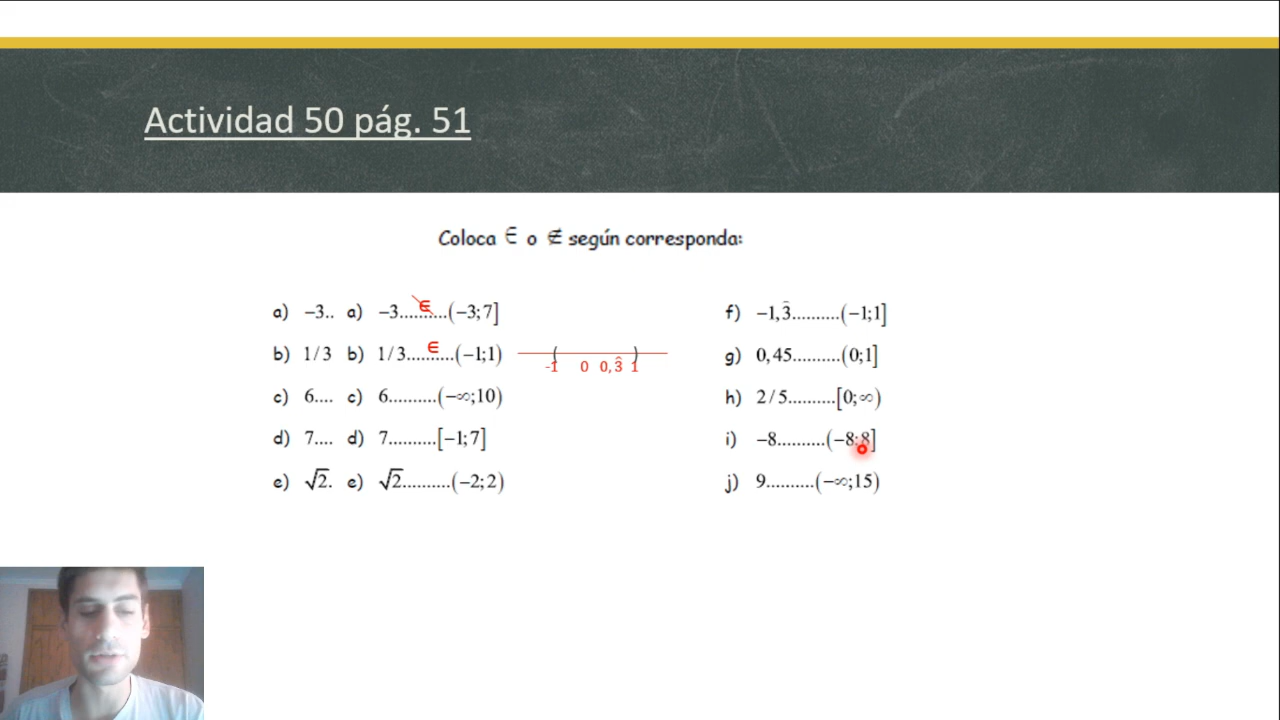 Actividad 50 pág. 51
Coloca ∈ o ∉ según corresponda:
a) −3.. a) −3....∉....(−3;7]
b) 1/3 b) 1/3....∈....(−1;1)
-1 0 0,3̂ 1
c) 6.... c) 6..........(−∞;10)
d) 7.... d) 7..........[−1;7]
e) √2. e) √2..........(−2;2)
f) −1,3̂..........(−1;1]
g) 0,45..........(0;1]
h) 2/5..........[0;∞)
i) −8..........(−8;8]
j) 9..........(−∞;15)